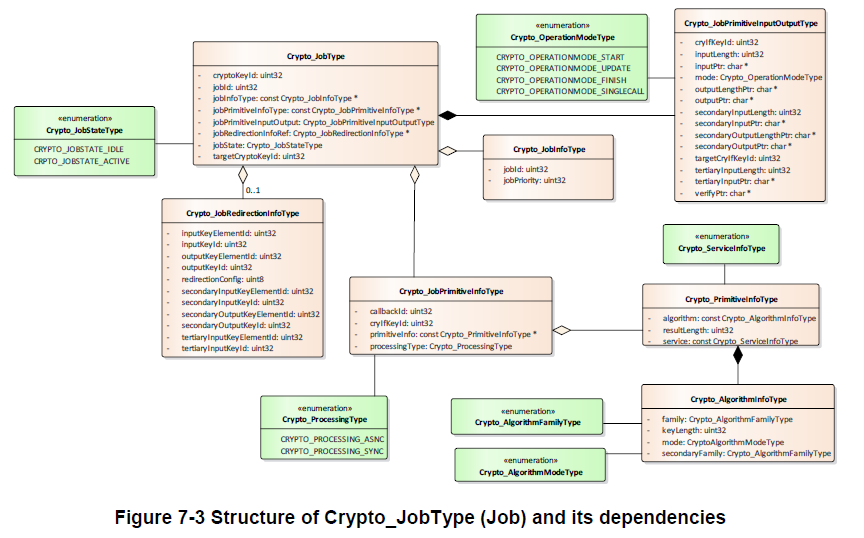 Crypto_JobType
- cryptoKeyId: uint32
- jobId: uint32
- jobInfoType: const Crypto_JobInfoType *
- jobPrimitiveInfoType: const Crypto_JobPrimitiveInfoType *
- jobPrimitiveInputOutput: Crypto_JobPrimitiveInputOutputType
- jobRedirectionInfoRef: Crypto_JobRedirectionInfoType *
- jobState: Crypto_JobStateType
- targetCryptoKeyId: uint32
«enumeration»
Crypto_OperationModeType
CRYPTO_OPERATIONMODE_START
CRYPTO_OPERATIONMODE_UPDATE
CRYPTO_OPERATIONMODE_FINISH
CRYPTO_OPERATIONMODE_SINGLECALL
Crypto_JobPrimitiveInputOutputType
- cryIfKeyId: uint32
- inputLength: uint32
- inputPtr: char *
- mode: Crypto_OperationModeType
- outputLengthPtr: char *
- outputPtr: char *
- secondaryInputLength: uint32
- secondaryInputPtr: char *
- secondaryOutputLengthPtr: char *
- secondaryOutputPtr: char *
- targetCryIfKeyId: uint32
- tertiaryInputLength: uint32
- tertiaryInputPtr: char *
- verifyPtr: char *
«enumeration»
Crypto_JobStateType
CRYPTO_JOBSTATE_IDLE
CRPTO_JOBSTATE_ACTIVE
Crypto_JobInfoType
- jobId: uint32
- jobPriority: uint32
0..1
Crypto_JobRedirectionInfoType
- inputKeyElementId: uint32
- inputKeyId: uint32
- outputKeyElementId: uint32
- outputKeyId: uint32
- redirectionConfig: uint8
- secondaryInputKeyElementId: uint32
- secondaryInputKeyId: uint32
- secondaryOutputKeyElementId: uint32
- secondaryOutputKeyId: uint32
- tertiaryInputKeyElementId: uint32
- tertiaryInputKeyId: uint32
«enumeration»
Crypto_ServiceInfoType
Crypto_JobPrimitiveInfoType
- callbackId: uint32
- cryIfKeyId: uint32
- primitiveInfo: const Crypto_PrimitiveInfoType *
- processingType: Crypto_ProcessingType
Crypto_PrimitiveInfoType
- algorithm: const Crypto_AlgorithmInfoType
- resultLength: uint32
- service: const Crypto_ServiceInfoType
«enumeration»
Crypto_ProcessingType
CRYPTO_PROCESSING_ASNC
CRYPTO_PROCESSING_SYNC
«enumeration»
Crypto_AlgorithmFamilyType
«enumeration»
Crypto_AlgorithmModeType
Crypto_AlgorithmInfoType
- family: Crypto_AlgorithmFamilyType
- keyLength: uint32
- mode: CryptoAlgorithmModeType
- secondaryFamily: Crypto_AlgorithmFamilyType
Figure 7-3 Structure of Crypto_JobType (Job) and its dependencies